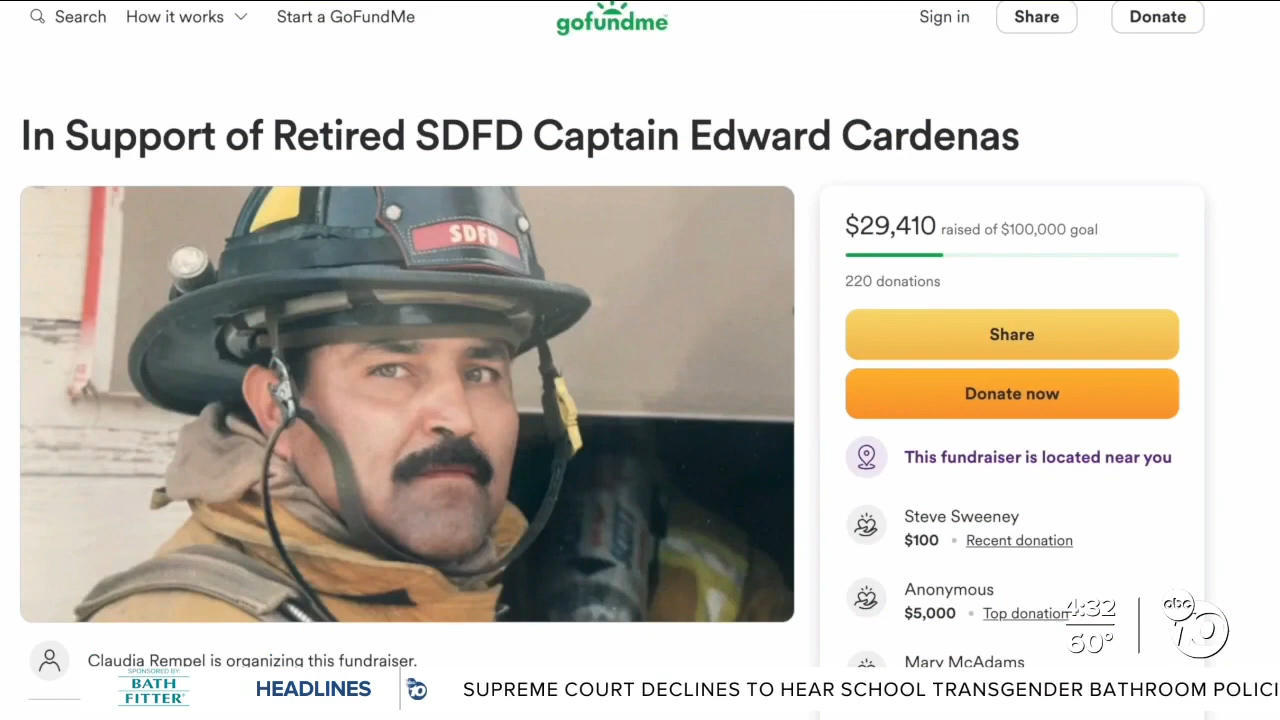 Search How it works Start a GoFundMe gofundme Sign in Share Donate
In Support of Retired SDFD Captain Edward Cardenas
SDFD
$29,410 raised of $100,000 goal
220 donations
Share
Donate now
This fundraiser is located near you
Steve Sweeney
$100 • Recent donation
Anonymous
$5,000 • Top donation
4:32
60°
abc 10
Mary McAdams
Claudia Rempel is organizing this fundraiser.
SPONSORED BY:
BATH
FITTER
HEADLINES 10 SUPREME COURT DECLINES TO HEAR SCHOOL TRANSGENDER BATHROOM POLICI